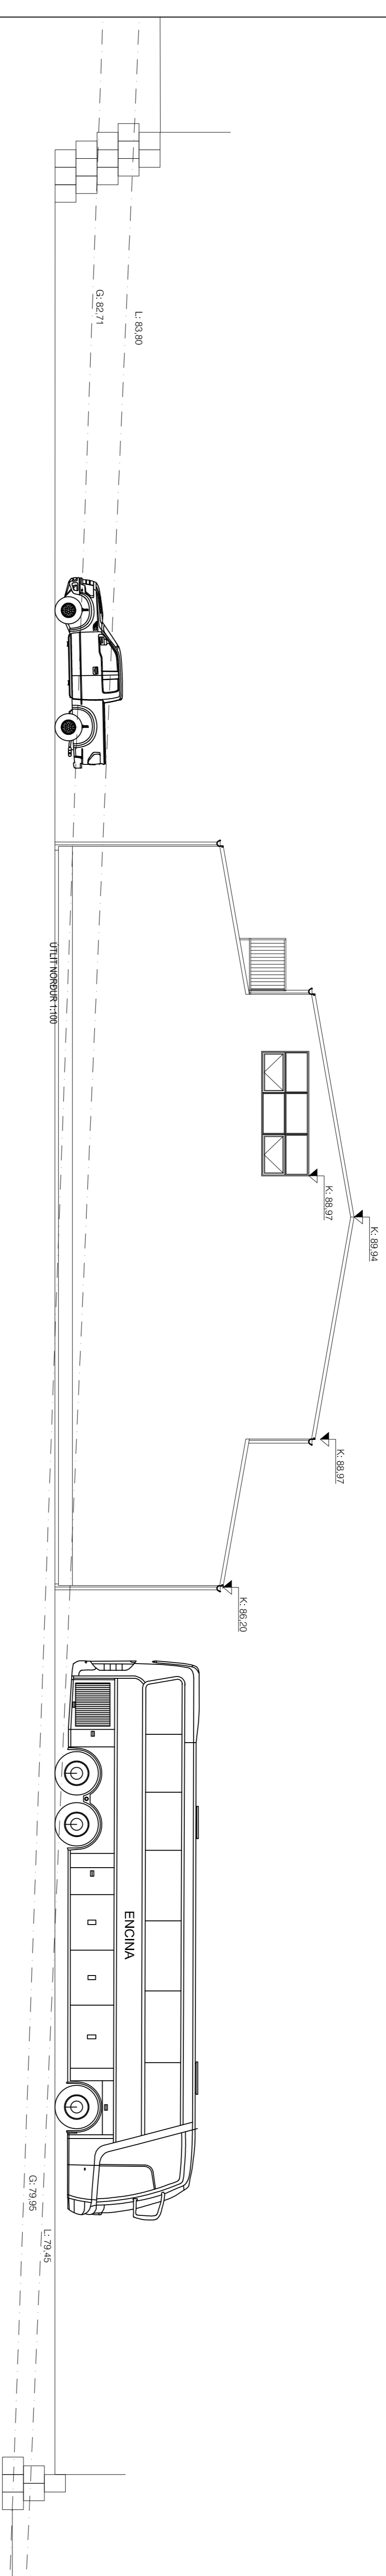 G: 82,71
L: 83,80
ÚTLIT NORÐUR 1:100
K: 88,97
K: 89,94
K: 88,97
K: 86,20
ENCINA
G: 79,95
L: 79,45